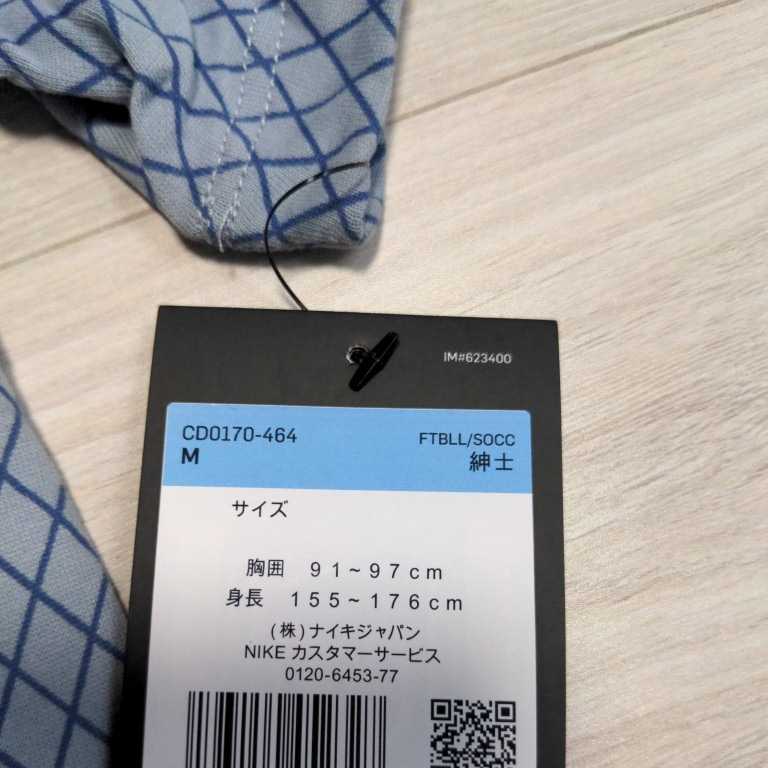 IM#623400
CD0170-464 FTBLL/SOCC
M 紳士
サイズ
胸囲 91~97cm
身長 155~176cm
(株)ナイキジャパン
NIKE カスタマーサービス
0120-6453-77